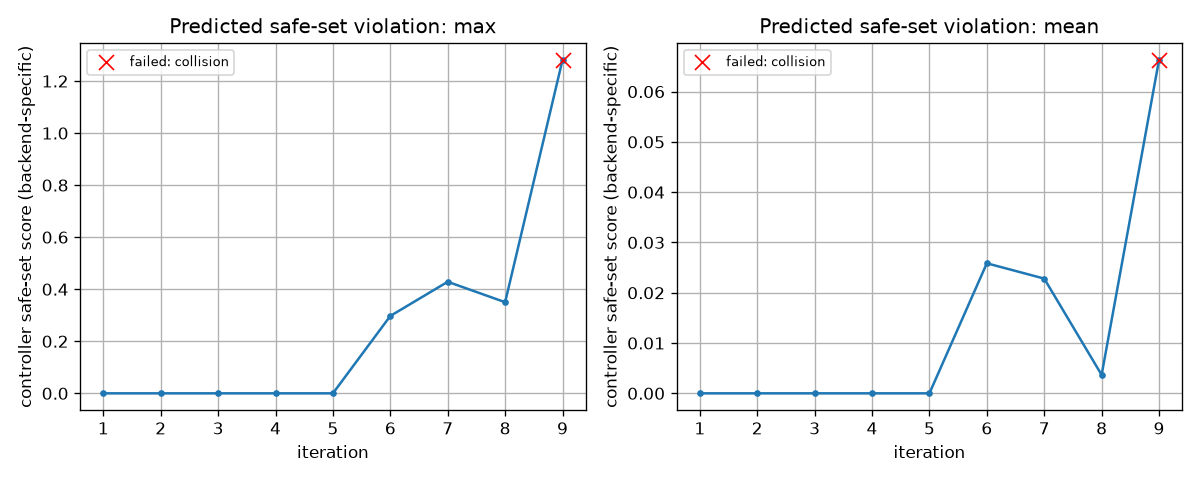 Predicted safe-set violation: max
failed: collision
controller safe-set score (backend-specific)
1.2
1.0
0.8
0.6
0.4
0.2
0.0
1 2 3 4 5 6 7 8 9
iteration
Predicted safe-set violation: mean
failed: collision
controller safe-set score (backend-specific)
0.06
0.05
0.04
0.03
0.02
0.01
0.00
1 2 3 4 5 6 7 8 9
iteration